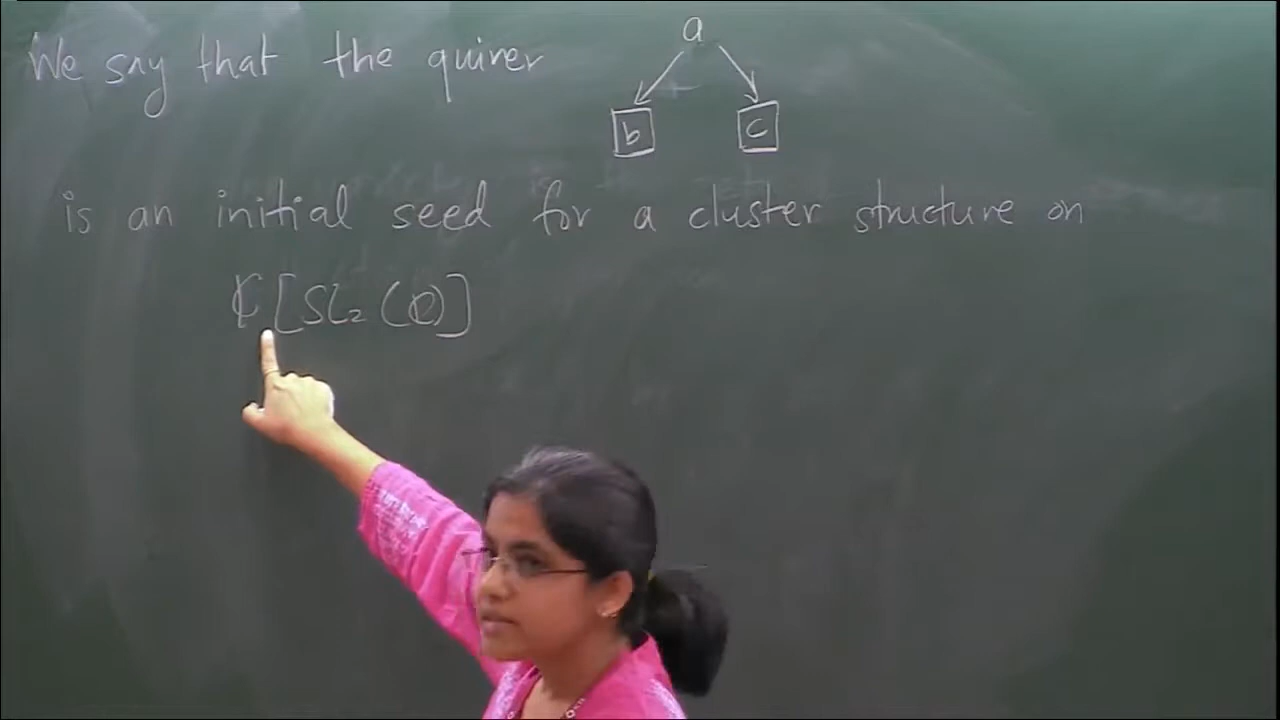 We say that the quiver
a
b c
is an initial seed for a cluster structure on
ℂ[SL₂(ℂ)]